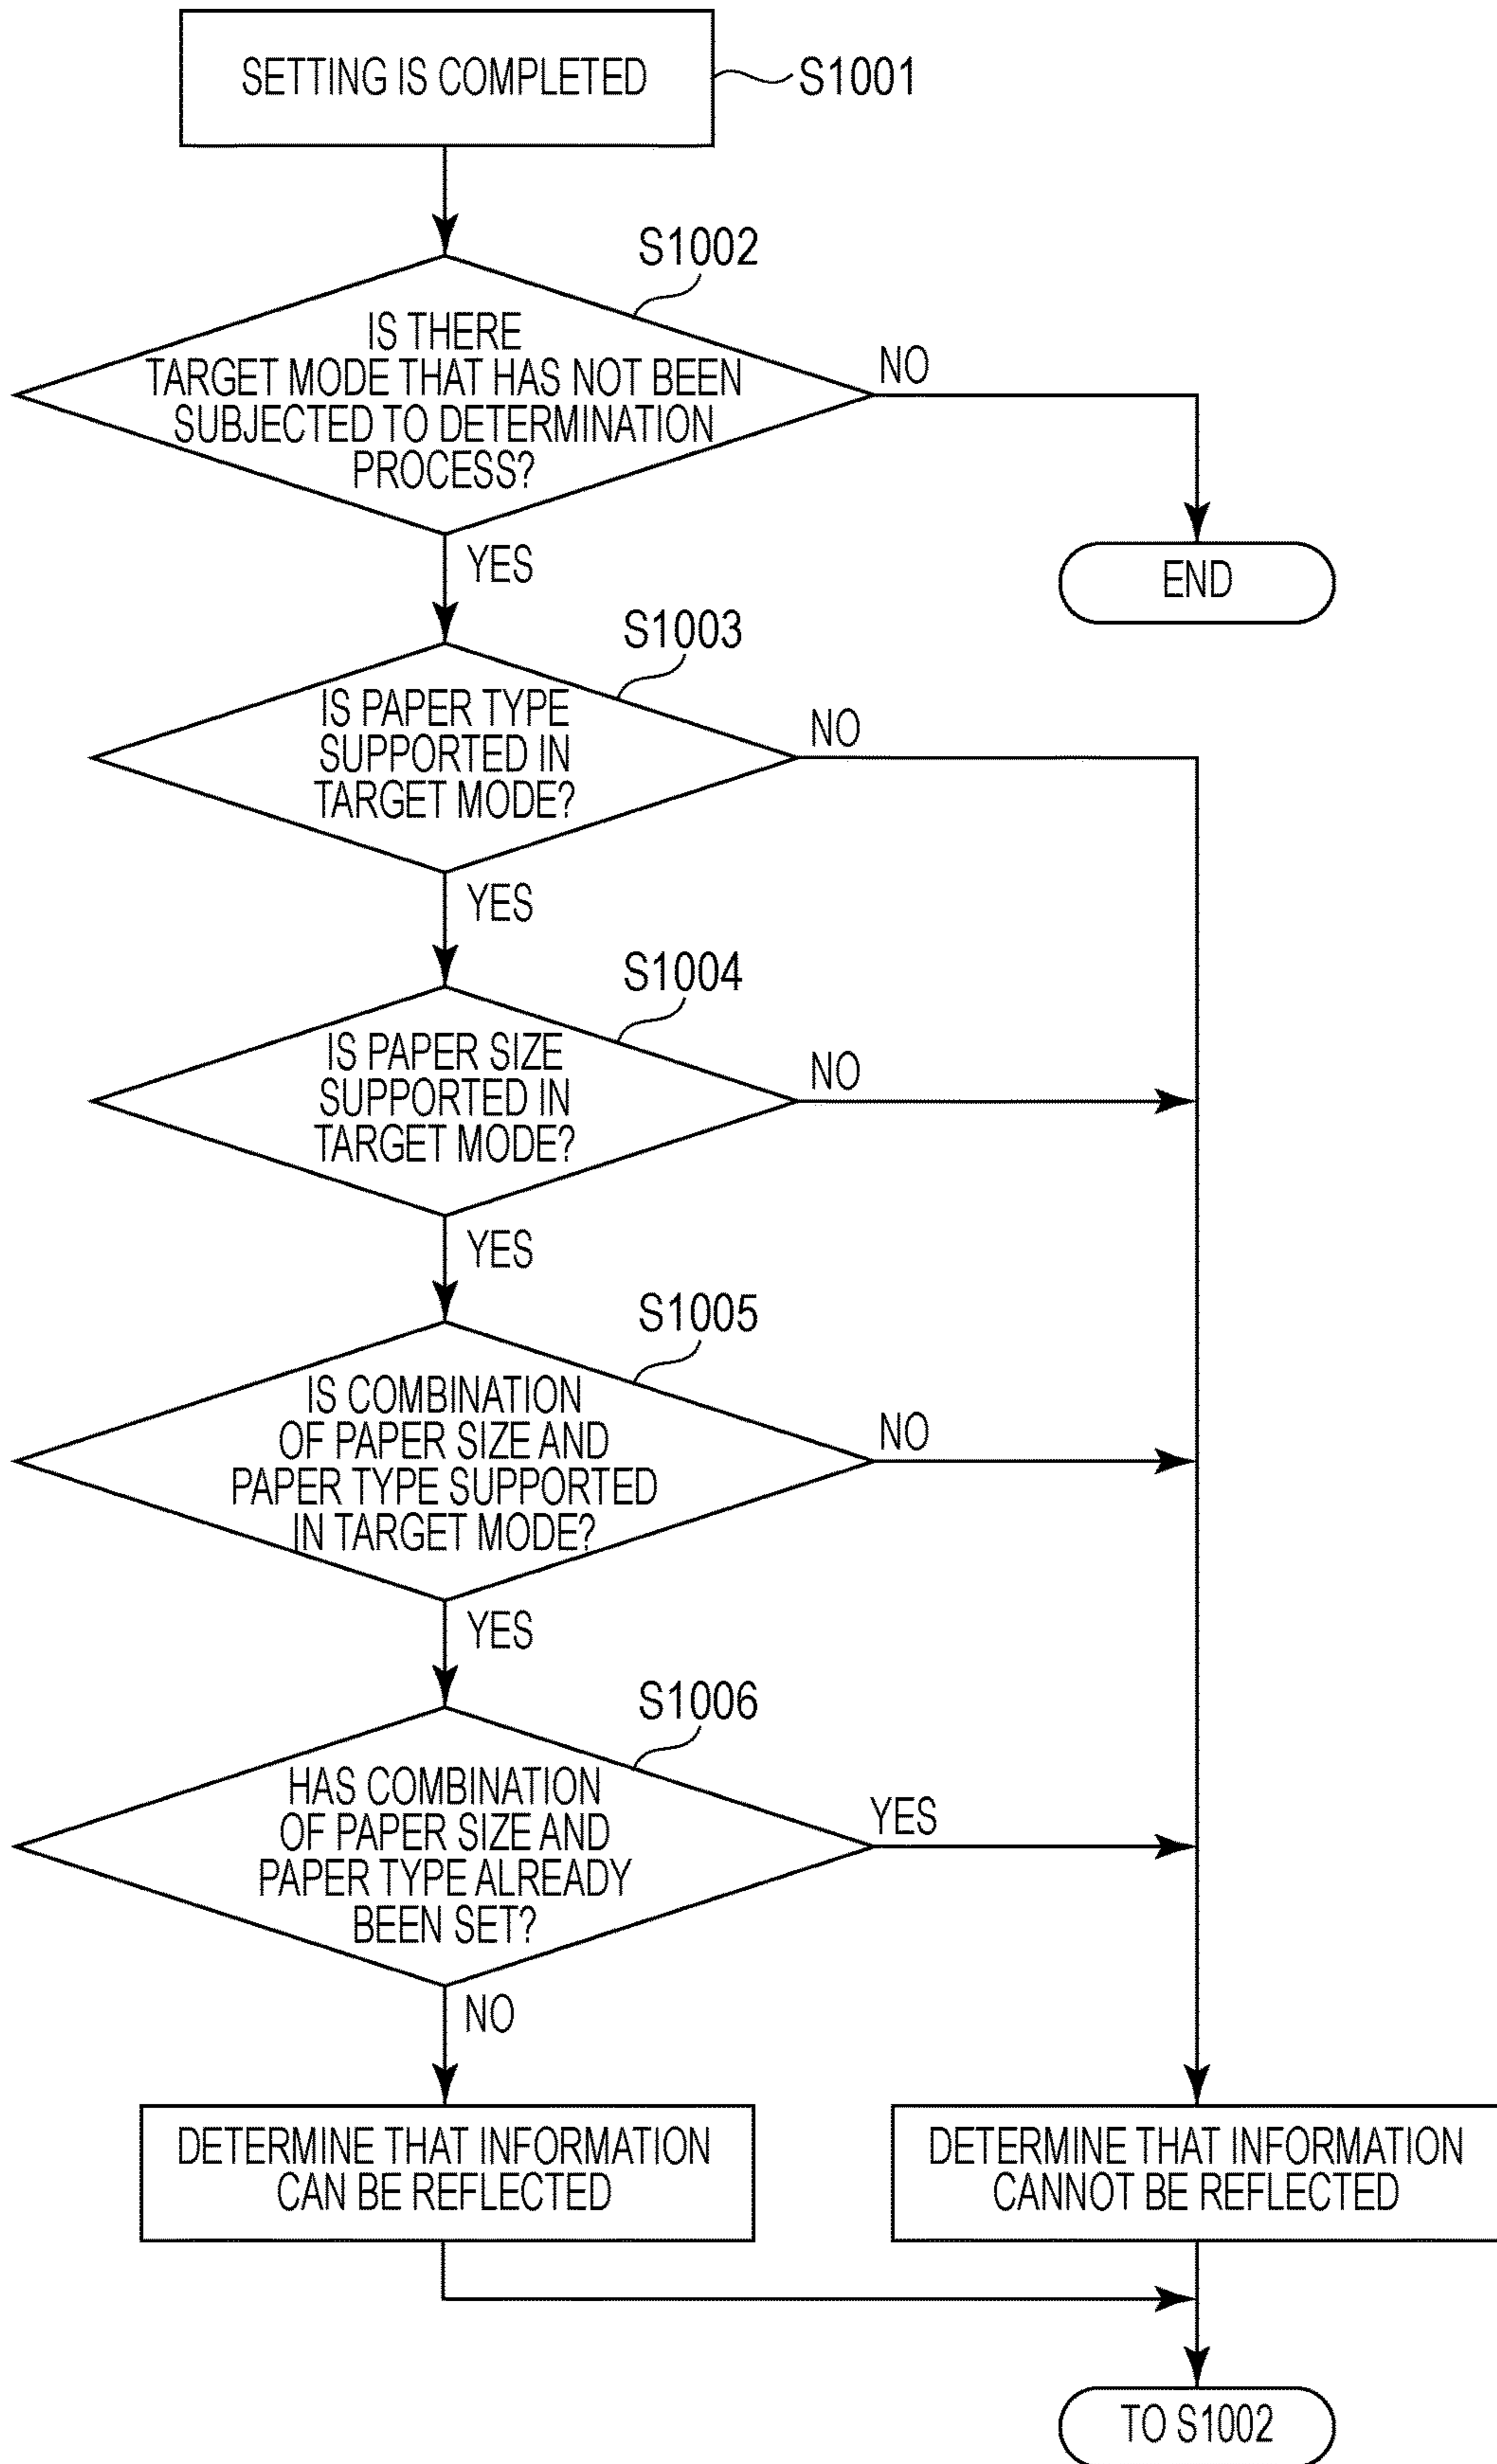 SETTING IS COMPLETED
S1001
S1002
IS THERE
TARGET MODE THAT HAS NOT BEEN
SUBJECTED TO DETERMINATION
PROCESS?
NO
YES
END
S1003
IS PAPER TYPE
SUPPORTED IN
TARGET MODE?
NO
YES
S1004
IS PAPER SIZE
SUPPORTED IN
TARGET MODE?
NO
YES
S1005
IS COMBINATION
OF PAPER SIZE AND
PAPER TYPE SUPPORTED
IN TARGET MODE?
NO
YES
S1006
HAS COMBINATION
OF PAPER SIZE AND
PAPER TYPE ALREADY
BEEN SET?
YES
NO
DETERMINE THAT INFORMATION
CAN BE REFLECTED
DETERMINE THAT INFORMATION
CANNOT BE REFLECTED
TO S1002